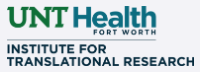 UNT Health
FORT WORTH
INSTITUTE FOR
TRANSLATIONAL RESEARCH